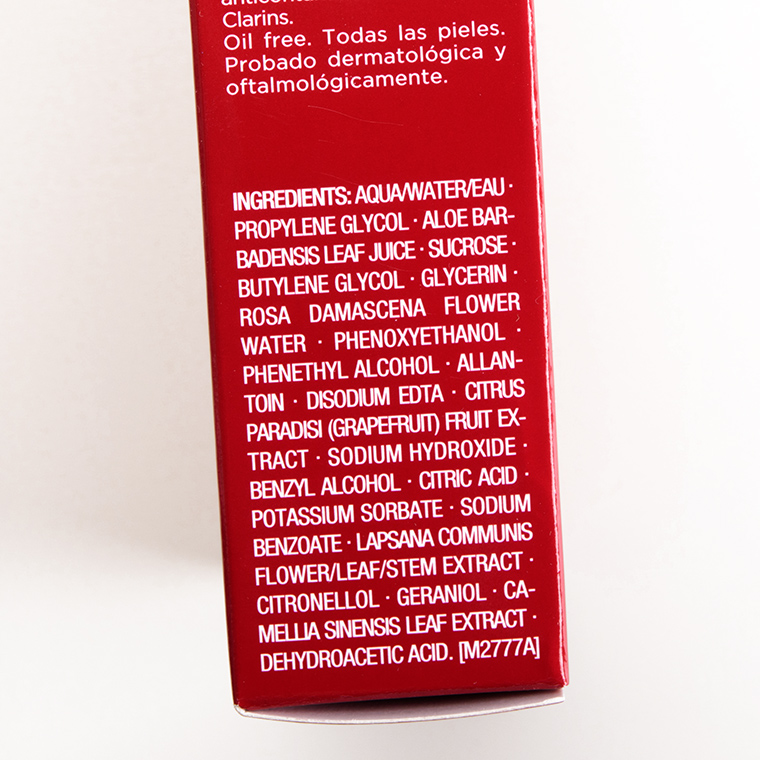 Clarins.
Oil free. Todas las pieles.
Probado dermatológica y
oftalmológicamente.
INGREDIENTS: AQUA/WATER/EAU ·
PROPYLENE GLYCOL · ALOE BAR-
BADENSIS LEAF JUICE · SUCROSE ·
BUTYLENE GLYCOL · GLYCERIN ·
ROSA DAMASCENA FLOWER
WATER · PHENOXYETHANOL ·
PHENETHYL ALCOHOL · ALLAN-
TOIN · DISODIUM EDTA · CITRUS
PARADISI (GRAPEFRUIT) FRUIT EX-
TRACT · SODIUM HYDROXIDE ·
BENZYL ALCOHOL · CITRIC ACID ·
POTASSIUM SORBATE · SODIUM
BENZOATE · LAPSANA COMMUNIS
FLOWER/LEAF/STEM EXTRACT ·
CITRONELLOL · GERANIOL · CA-
MELLIA SINENSIS LEAF EXTRACT ·
DEHYDROACETIC ACID. [M2777A]